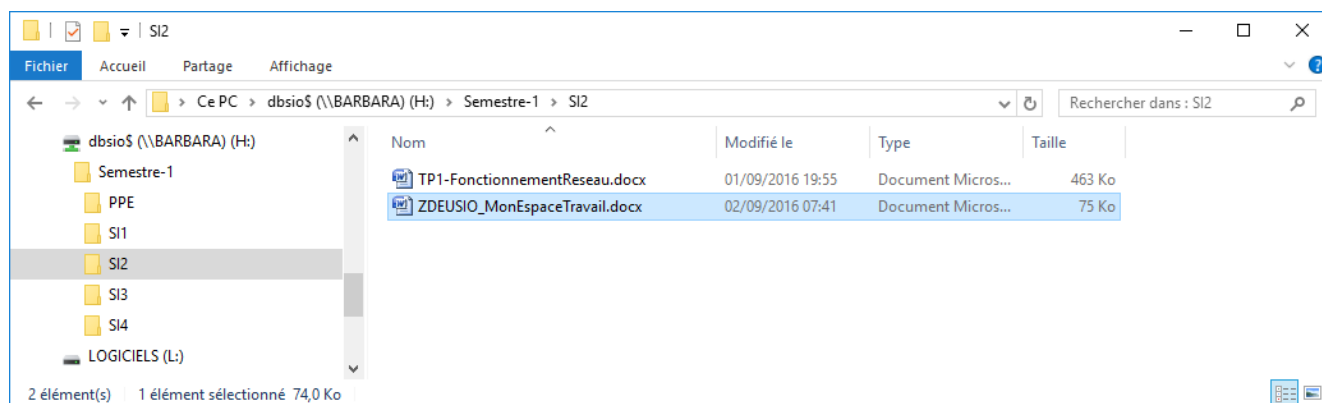 SI2
Fichier Accueil Partage Affichage
Ce PC > dbsio$ (\\BARBARA) (H:) > Semestre-1 > SI2
Rechercher dans : SI2
dbsio$ (\\BARBARA) (H:)
Semestre-1
PPE
SI1
SI2
SI3
SI4
LOGICIELS (L:)
Nom Modifié le Type Taille
TP1-FonctionnementReseau.docx 01/09/2016 19:55 Document Micros... 463 Ko
ZDEUSIO_MonEspaceTravail.docx 02/09/2016 07:41 Document Micros... 75 Ko
2 élément(s) 1 élément sélectionné 74,0 Ko